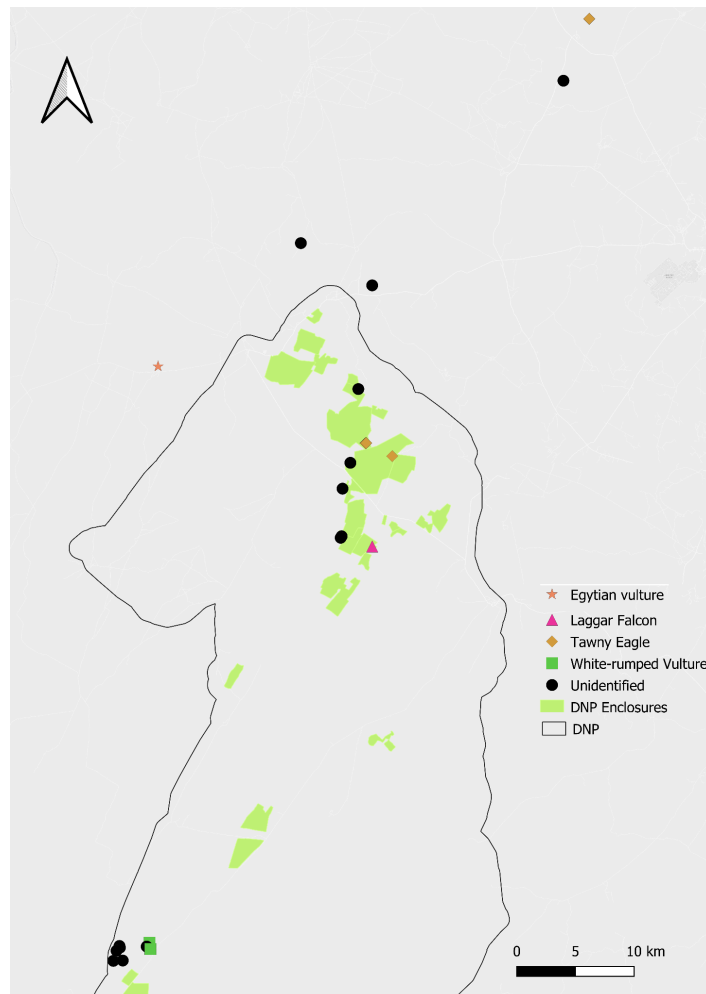 Egytian vulture
Laggar Falcon
Tawny Eagle
White-rumped Vulture
Unidentified
DNP Enclosures
DNP
0 5 10 km